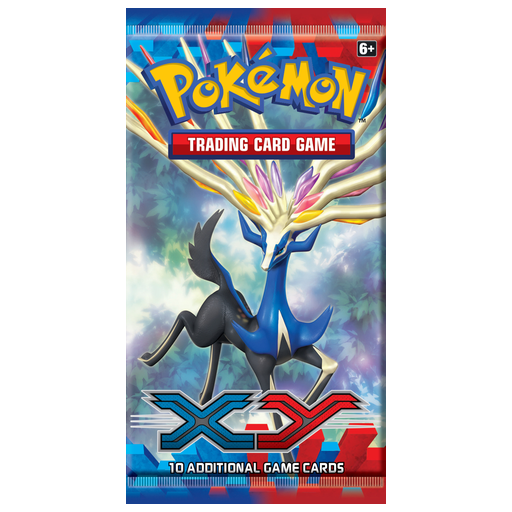 6+
POKéMON
TM
TRADING CARD GAME
XY
10 ADDITIONAL GAME CARDS